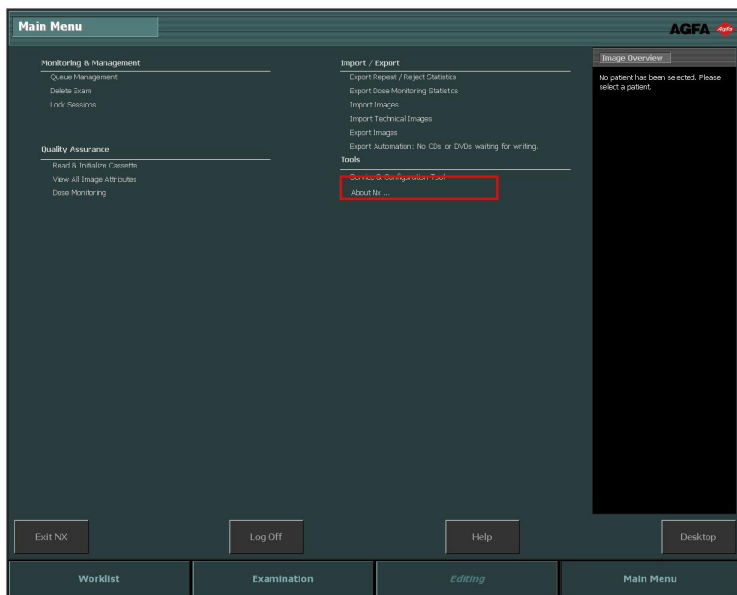 Main Menu
AGFA
Agfa
Monitoring & Management
Queue Management
Delete Exam
Lock Sessions
Quality Assurance
Read & Initialize Cassette
View All Image Attributes
Dose Monitoring
Import / Export
Export Repeat / Reject Statistics
Export Dose Monitoring Statistics
Import Images
Import Technical Images
Export Images
Export Automation: No CDs or DVDs waiting for writing.
Tools
Service & Configuration Tool
About Nx ...
Image Overview
No patient has been selected. Please
select a patient.
Exit NX
Log Off
Help
Desktop
Worklist
Examination
Editing
Main Menu